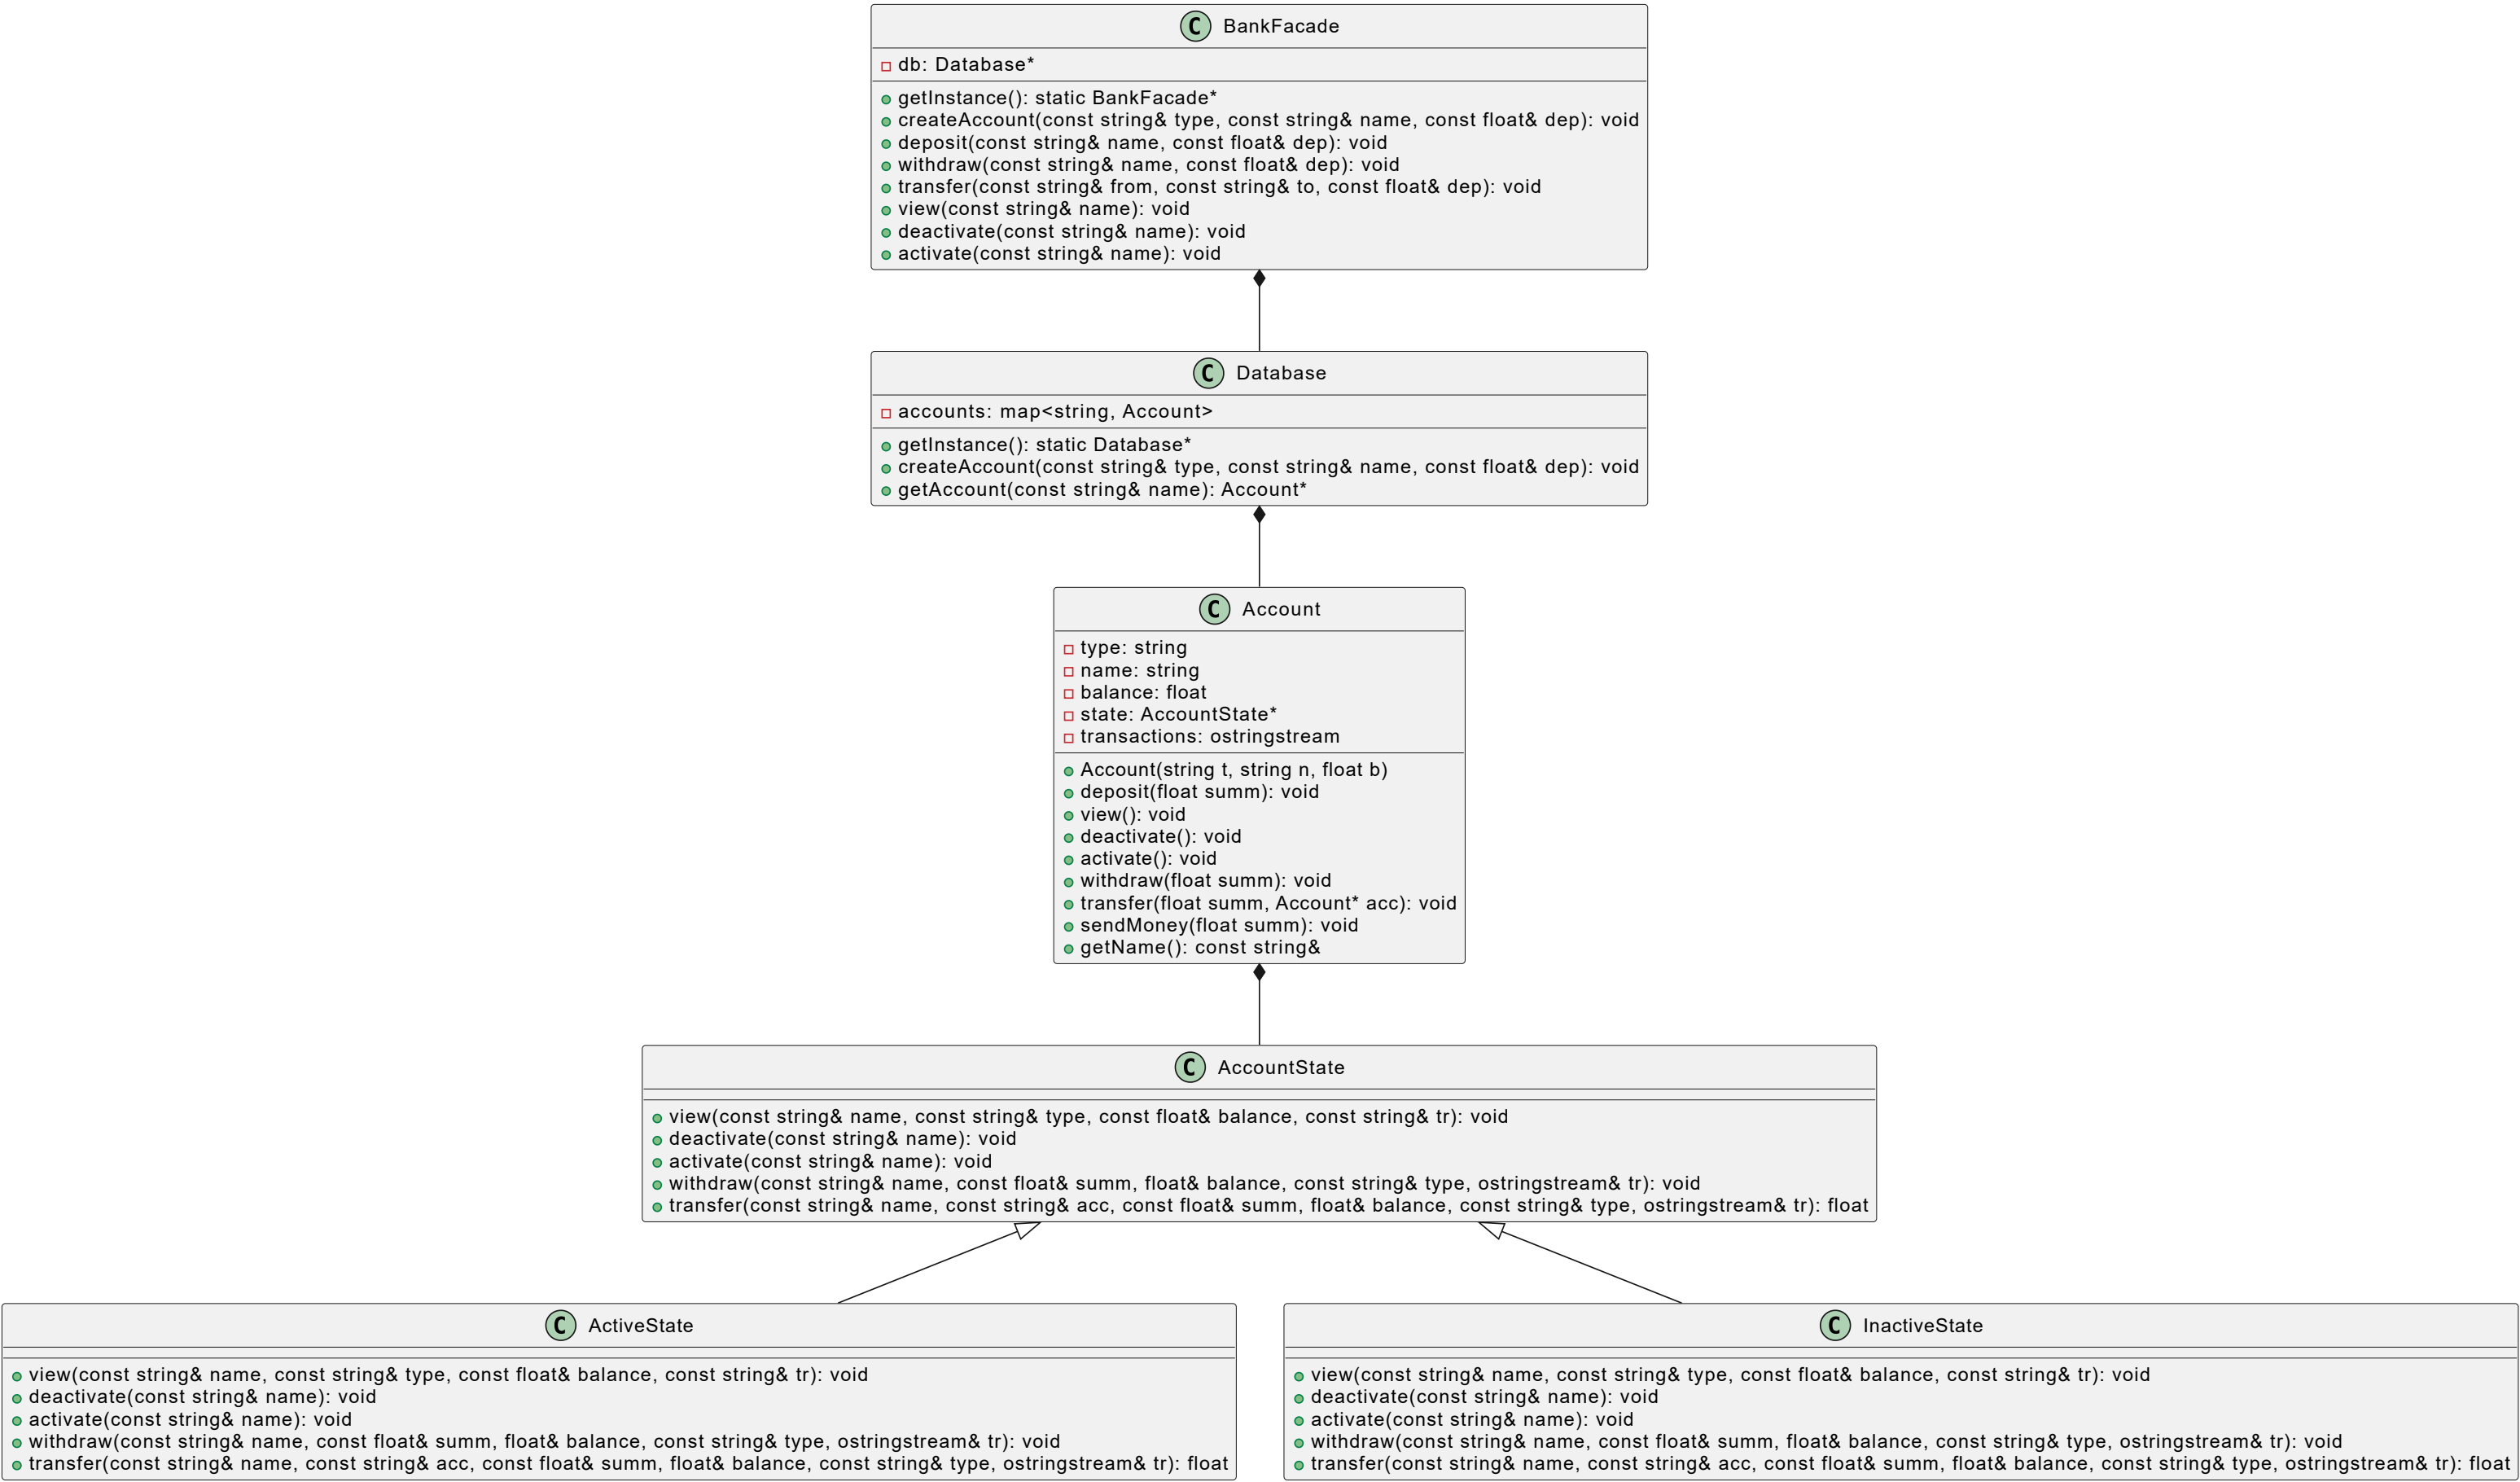 C BankFacade
db: Database*
getInstance(): static BankFacade*
createAccount(const string& type, const string& name, const float& dep): void
deposit(const string& name, const float& dep): void
withdraw(const string& name, const float& dep): void
transfer(const string& from, const string& to, const float& dep): void
view(const string& name): void
deactivate(const string& name): void
activate(const string& name): void
C Database
accounts: map<string, Account>
getInstance(): static Database*
createAccount(const string& type, const string& name, const float& dep): void
getAccount(const string& name): Account*
C Account
type: string
name: string
balance: float
state: AccountState*
transactions: ostringstream
Account(string t, string n, float b)
deposit(float summ): void
view(): void
deactivate(): void
activate(): void
withdraw(float summ): void
transfer(float summ, Account* acc): void
sendMoney(float summ): void
getName(): const string&
C AccountState
view(const string& name, const string& type, const float& balance, const string& tr): void
deactivate(const string& name): void
activate(const string& name): void
withdraw(const string& name, const float& summ, float& balance, const string& type, ostringstream& tr): void
transfer(const string& name, const string& acc, const float& summ, float& balance, const string& type, ostringstream& tr): float
C ActiveState
view(const string& name, const string& type, const float& balance, const string& tr): void
deactivate(const string& name): void
activate(const string& name): void
withdraw(const string& name, const float& summ, float& balance, const string& type, ostringstream& tr): void
transfer(const string& name, const string& acc, const float& summ, float& balance, const string& type, ostringstream& tr): float
C InactiveState
view(const string& name, const string& type, const float& balance, const string& tr): void
deactivate(const string& name): void
activate(const string& name): void
withdraw(const string& name, const float& summ, float& balance, const string& type, ostringstream& tr): void
transfer(const string& name, const string& acc, const float& summ, float& balance, const string& type, ostringstream& tr): float